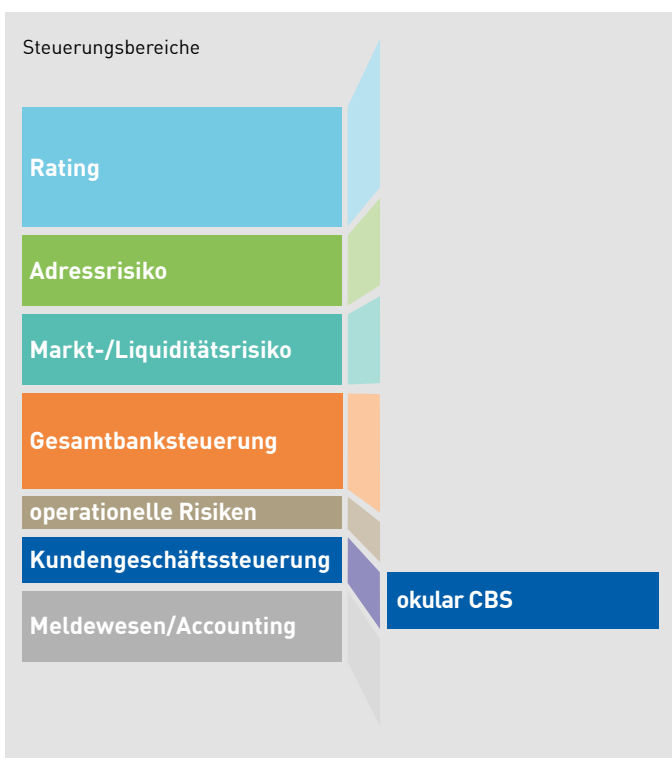 Steuerungsbereiche
Rating
Adressrisiko
Markt-/Liquiditätsrisiko
Gesamtbanksteuerung
operationelle Risiken
Kundengeschäftssteuerung
okular CBS
Meldewesen/Accounting